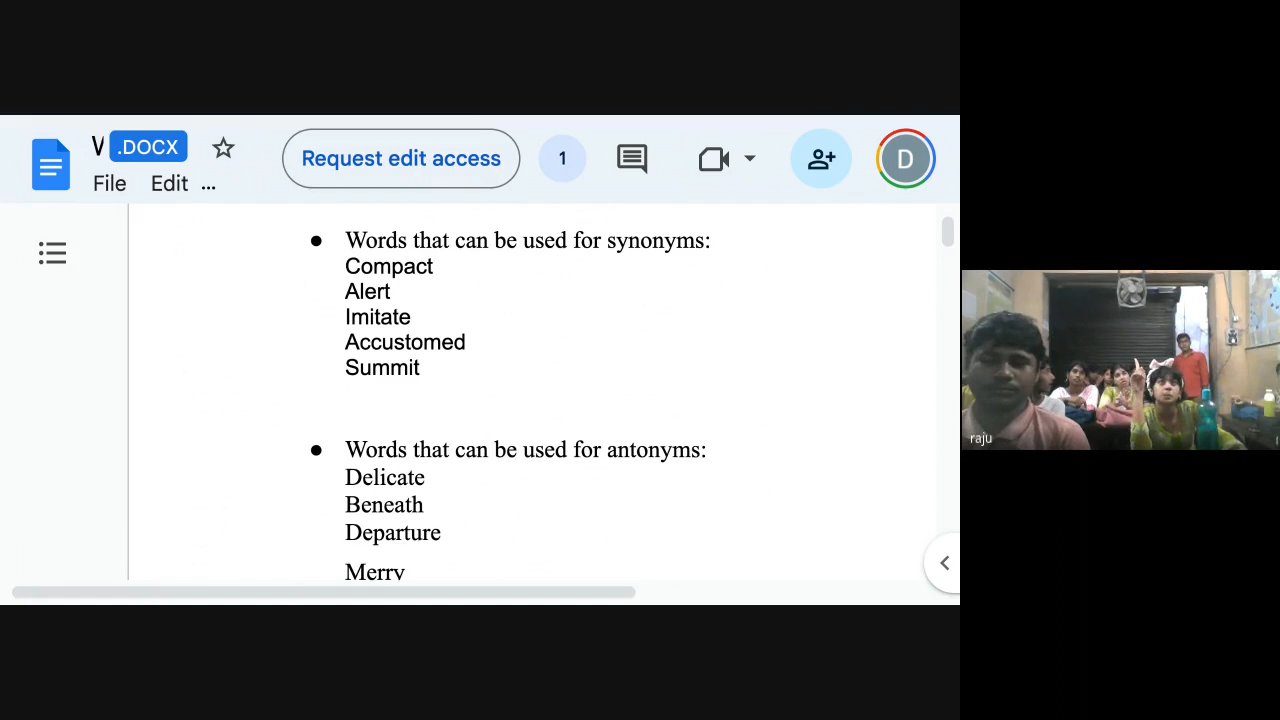 V .DOCX
File Edit ...
Request edit access
1
D
● Words that can be used for synonyms:
Compact
Alert
Imitate
Accustomed
Summit
● Words that can be used for antonyms:
Delicate
Beneath
Departure
Merry
raju